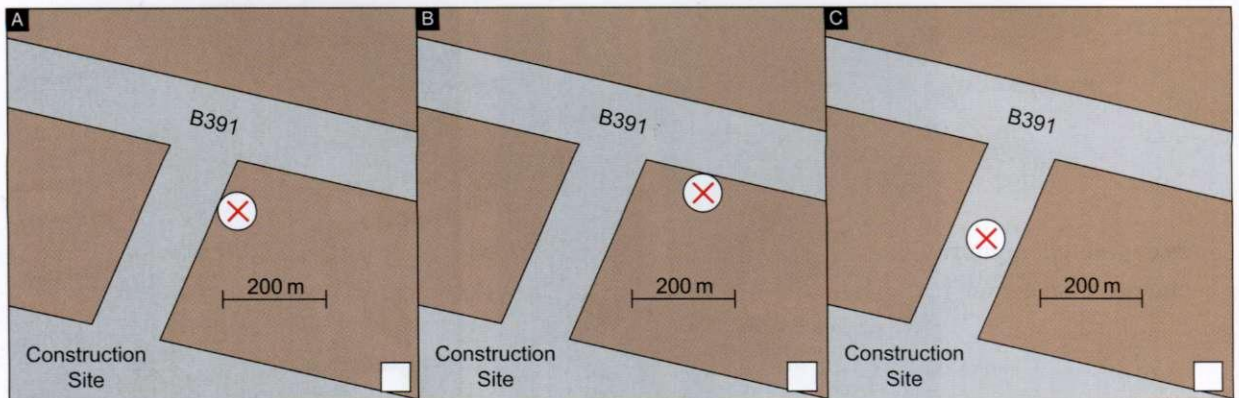 A
B391
200 m
Construction
Site
B
B391
200 m
Construction
Site
C
B391
200 m
Construction
Site